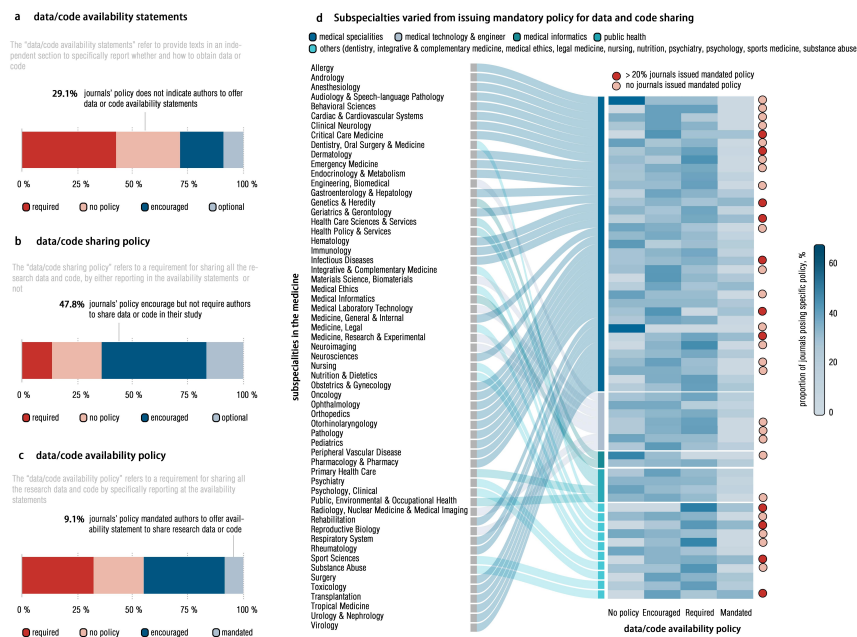 a data/code availability statements
The "data/code availability statements" refer to provide texts in an inde-
pendent section to specifically report whether and how to obtain data or
code
29.1% journals' policy does not indicate authors to offer
data or code availability statements
0 % 25% 50% 75% 100 %
required no policy encouraged optional
b data/code sharing policy
The "data/code sharing policy" refers to a requirement for sharing all the re-
search data and code, by either reporting in the availability statements or
not
47.8% journals' policy encourage but not require authors
to share data or code in their study
0 % 25% 50% 75% 100 %
required no policy encouraged optional
c data/code availability policy
The "data/code availability policy" refers to a requirement for sharing all
the research data and code by specifically reporting at the availability
statements
9.1% journals' policy mandated authors to offer avail-
ability statement to share research data or code
0 % 25% 50% 75% 100 %
required no policy encouraged mandated
d Subspecialties varied from issuing mandatory policy for data and code sharing
medical specialities medical technology & engineer medical informatics public health
others (dentistry, integrative & complementary medicine, medical ethics, legal medicine, nursing, nutrition, psychiatry, psychology, sports medicine, substance abuse
> 20% journals issued mandated policy
no journals issued mandated policy
subspecialities in the medicine
Allergy
Andrology
Anesthesiology
Audiology & Speech-language Pathology
Behavioral Sciences
Cardiac & Cardiovascular Systems
Clinical Neurology
Critical Care Medicine
Dentistry, Oral Surgery & Medicine
Dermatology
Emergency Medicine
Endocrinology & Metabolism
Engineering, Biomedical
Gastroenterology & Hepatology
Genetics & Heredity
Geriatrics & Gerontology
Health Care Sciences & Services
Health Policy & Services
Hematology
Immunology
Infectious Diseases
Integrative & Complementary Medicine
Materials Science, Biomaterials
Medical Ethics
Medical Informatics
Medical Laboratory Technology
Medicine, General & Internal
Medicine, Legal
Medicine, Research & Experimental
Neuroimaging
Neurosciences
Nursing
Nutrition & Dietetics
Obstetrics & Gynecology
Oncology
Ophthalmology
Orthopedics
Otorhinolaryngology
Pathology
Pediatrics
Peripheral Vascular Disease
Pharmacology & Pharmacy
Primary Health Care
Psychiatry
Psychology, Clinical
Public, Environmental & Occupational Health
Radiology, Nuclear Medicine & Medical Imaging
Rehabilitation
Reproductive Biology
Respiratory System
Rheumatology
Sport Sciences
Substance Abuse
Surgery
Toxicology
Transplantation
Tropical Medicine
Urology & Nephrology
Virology
No policy Encouraged Required Mandated
data/code availability policy
proportion of journals posing specific policy, %
60
40
20
0